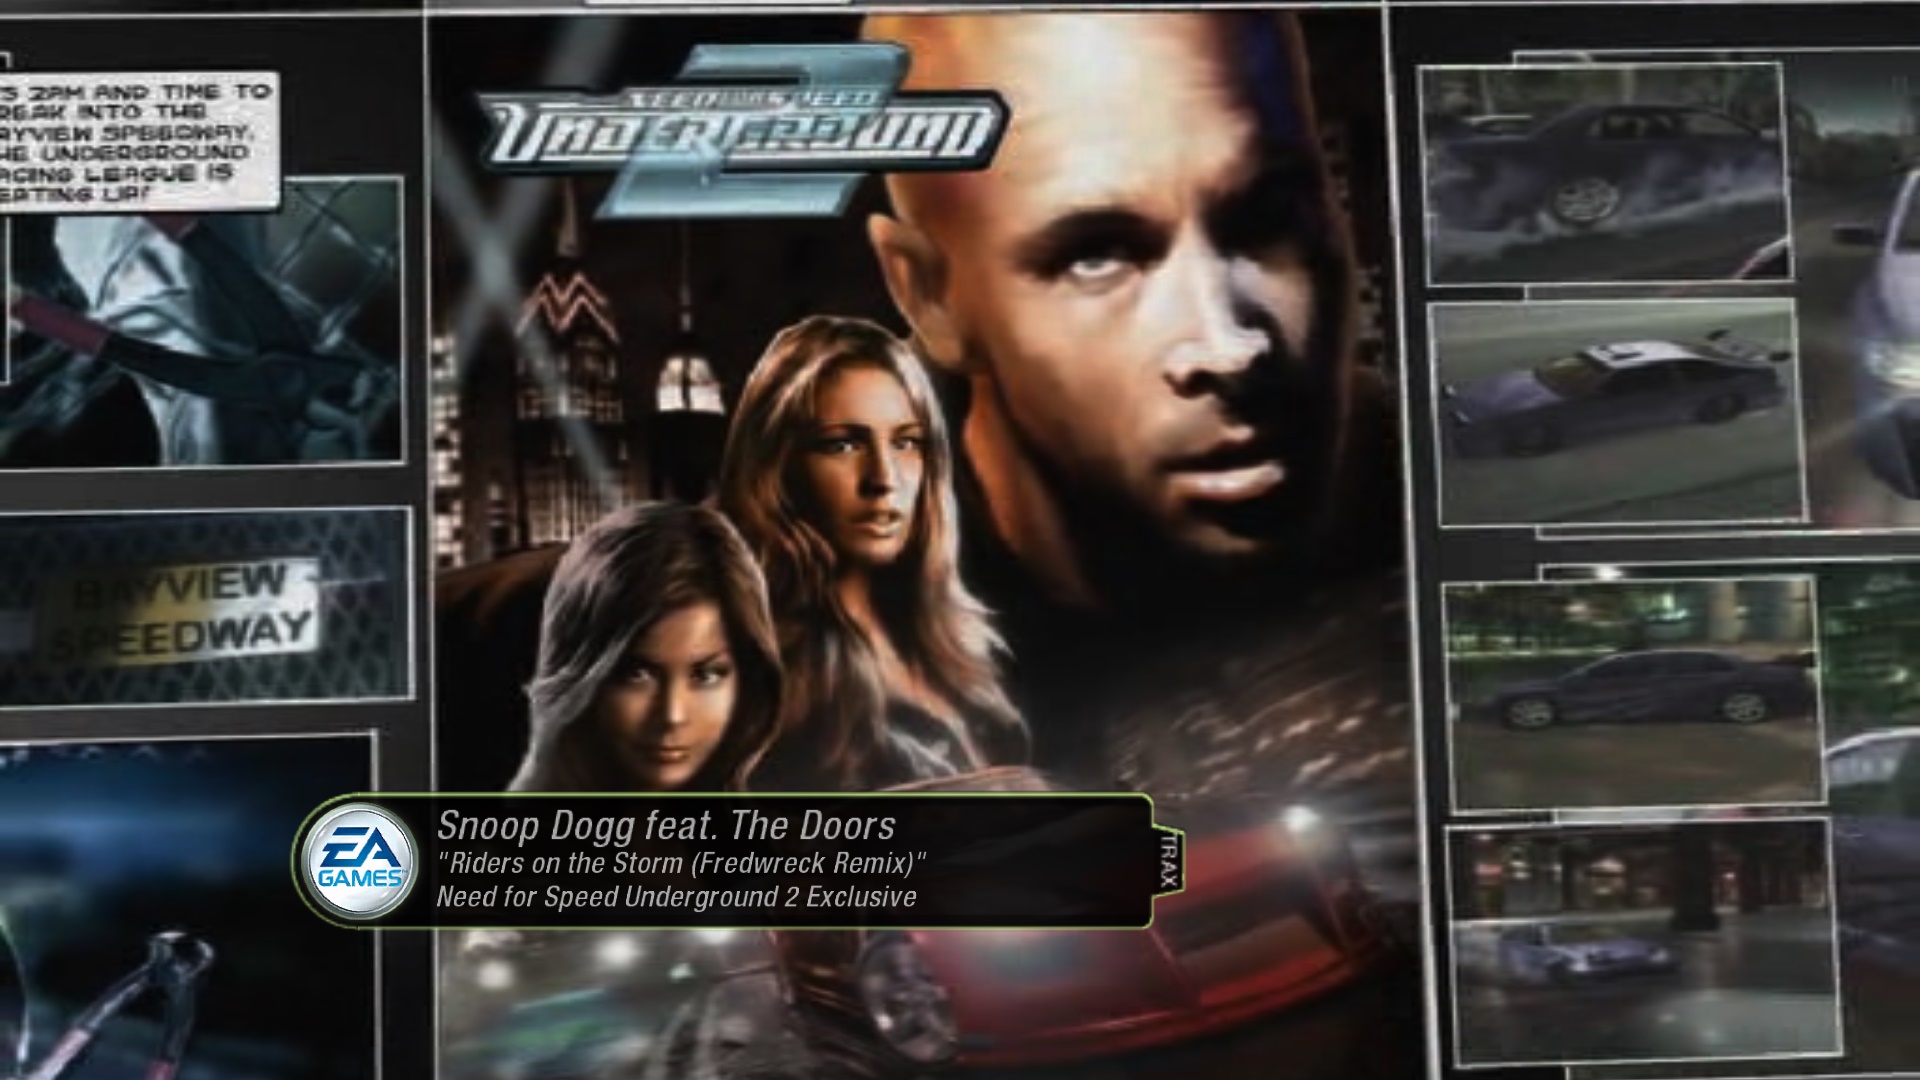 2PM AND TIME TO
INTO THE
SPEEDWAY.
UNDERGROUND
LEAGUE IS
UP!
NEED FOR SPEED
UNDERGROUND
2
BAYVIEW
SPEEDWAY
EA
GAMES
Snoop Dogg feat. The Doors
"Riders on the Storm (Fredwreck Remix)"
Need for Speed Underground 2 Exclusive
TRAX